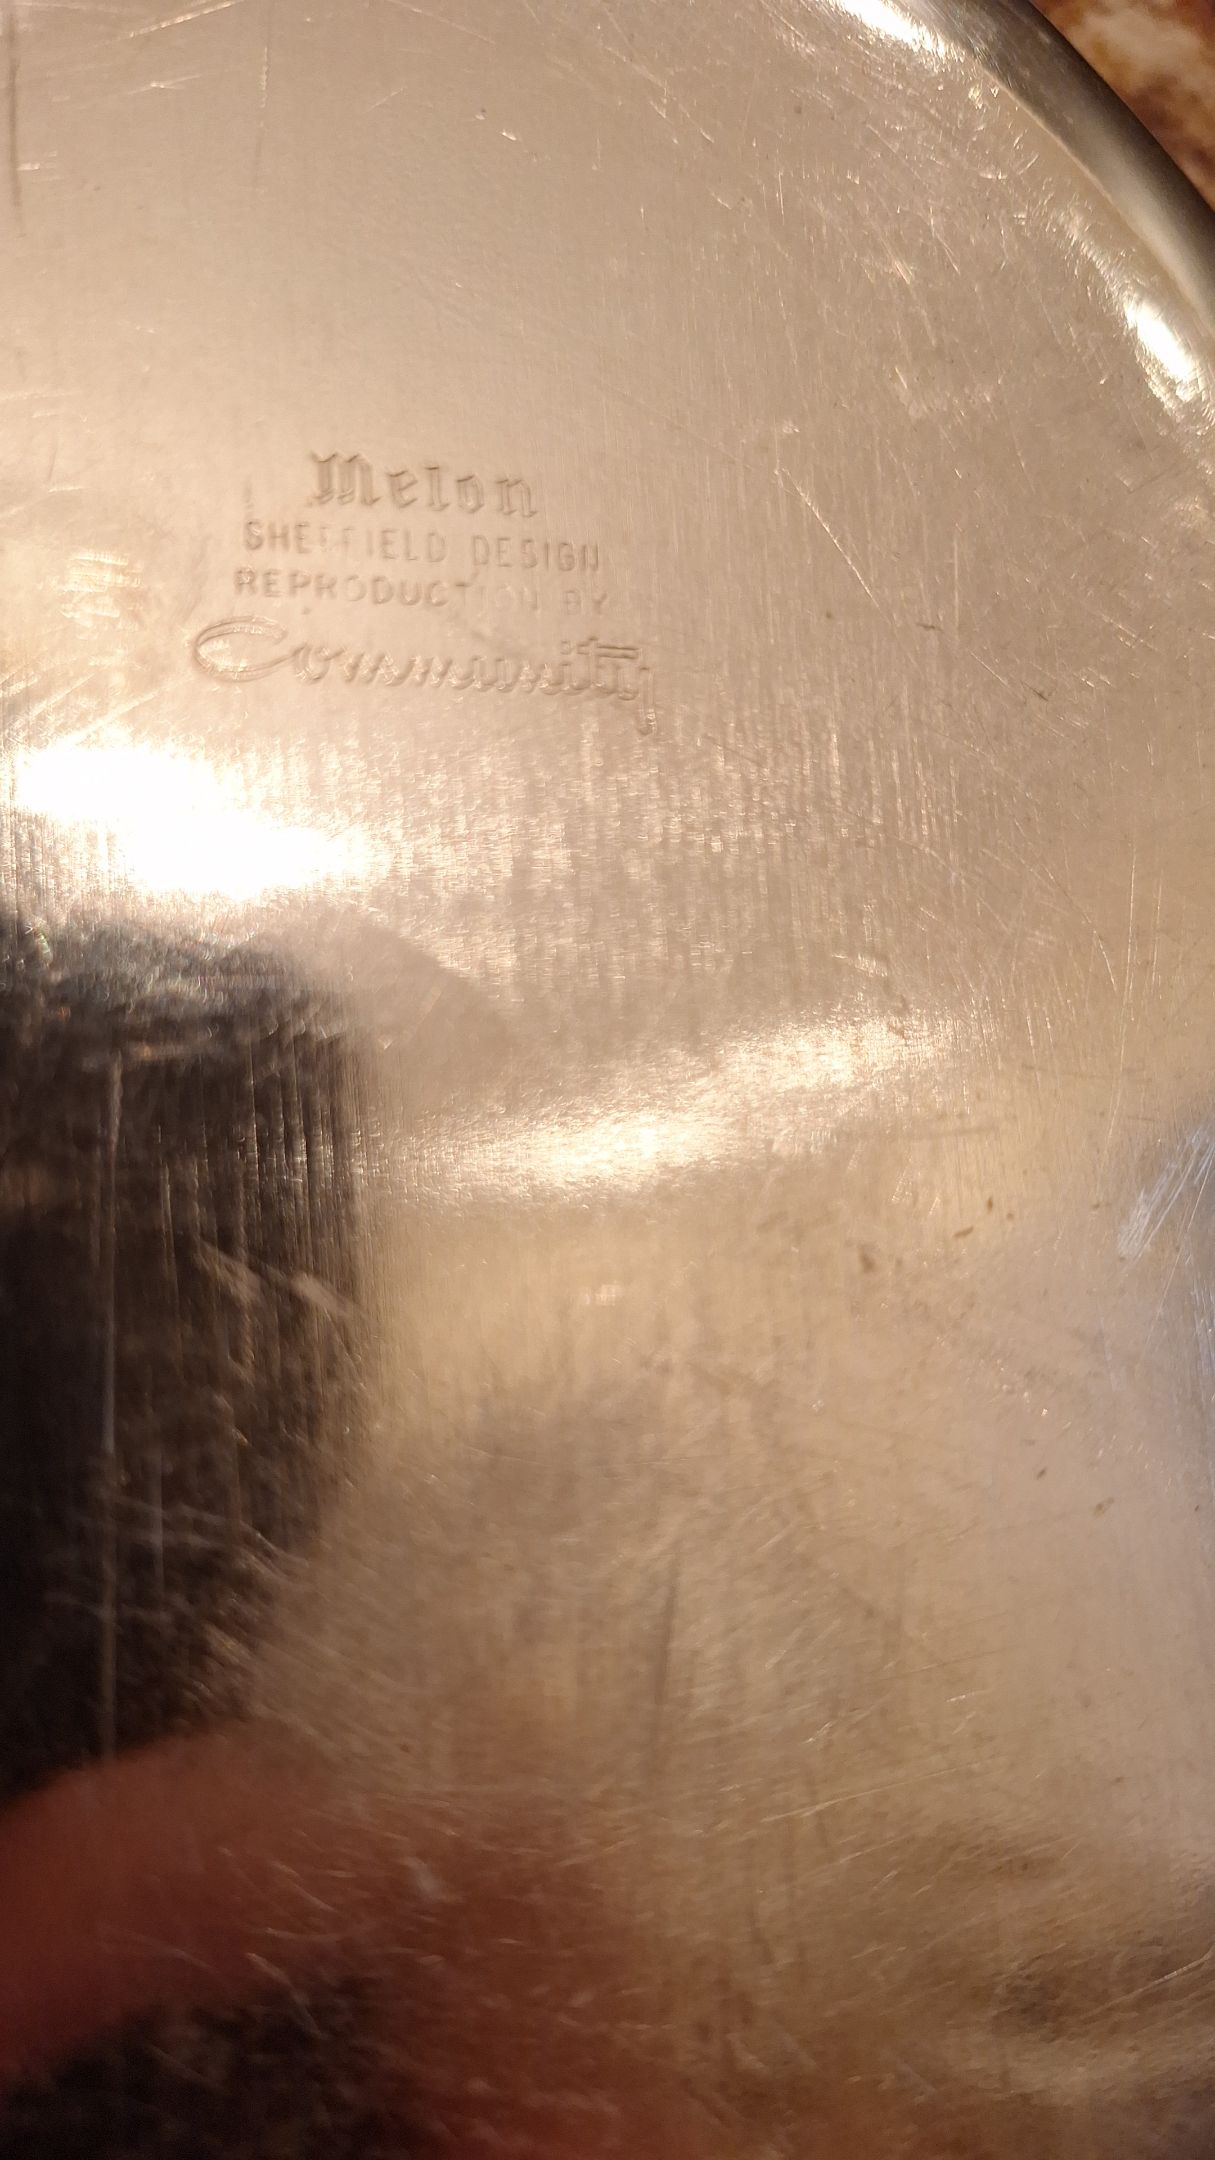 Melon
SHEFFIELD DESIGN
REPRODUCTION BY
Community